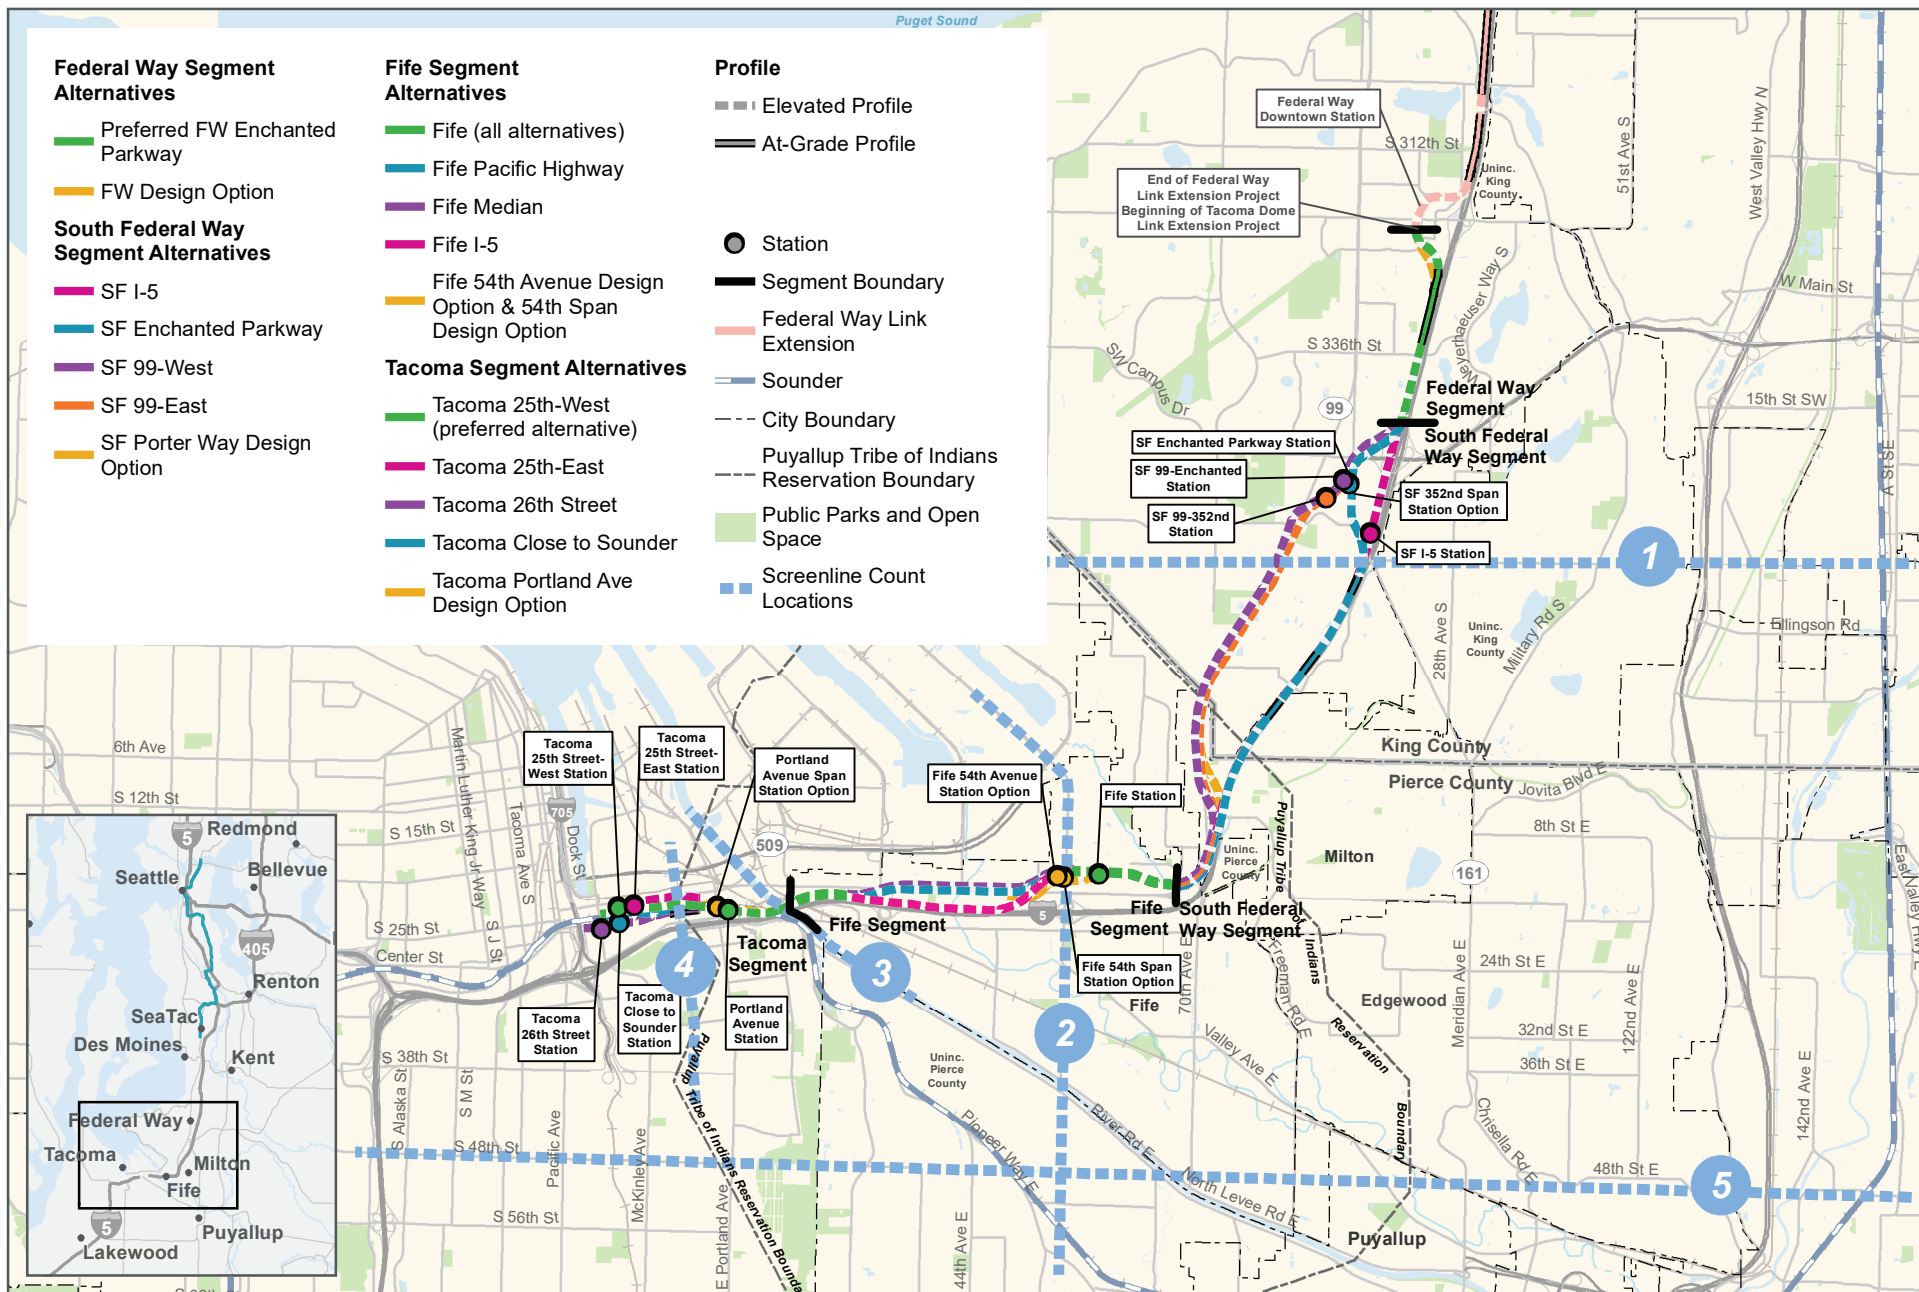 Puget Sound
Federal Way Segment
Alternatives
Preferred FW Enchanted
Parkway
FW Design Option
South Federal Way
Segment Alternatives
SF I-5
SF Enchanted Parkway
SF 99-West
SF 99-East
SF Porter Way Design
Option
Fife Segment
Alternatives
Fife (all alternatives)
Fife Pacific Highway
Fife Median
Fife I-5
Fife 54th Avenue Design
Option & 54th Span
Design Option
Tacoma Segment Alternatives
Tacoma 25th-West
(preferred alternative)
Tacoma 25th-East
Tacoma 26th Street
Tacoma Close to Sounder
Tacoma Portland Ave
Design Option
Profile
Elevated Profile
At-Grade Profile
Station
Segment Boundary
Federal Way Link
Extension
Sounder
City Boundary
Puyallup Tribe of Indians
Reservation Boundary
Public Parks and Open
Space
Screenline Count
Locations
Federal Way
Downtown Station
S 312th St
End of Federal Way
Link Extension Project
Beginning of Tacoma Dome
Link Extension Project
Uninc.
King
County
51st Ave S
West Valley Hwy N
Weyerhaeuser Way S
W Main St
S 336th St
SW Campus Dr
99
Federal Way
Segment
South Federal
Way Segment
15th St SW
A St SE
SF Enchanted Parkway Station
SF 99-Enchanted
Station
SF 99-352nd
Station
SF 352nd Span
Station Option
SF I-5 Station
1
28th Ave S
Uninc.
King
County
Military Rd S
Ellingson Rd
King County
Pierce County
Jovita Blvd E
8th St E
6th Ave
S 12th St
S 15th St
Martin Luther King Jr Way
Tacoma Ave S
705
Dock St
Tacoma
25th Street-
West Station
Tacoma
25th Street-
East Station
Portland
Avenue Span
Station Option
509
Fife 54th Avenue
Station Option
Fife Station
Uninc.
Pierce
County
Puyallup Tribe
of
Indians
Reservation
Boundary
Milton
161
East Valley Hwy E
S 25th St
Center St
S J St
Tacoma
Segment
Fife Segment
5
Fife
Segment
South Federal
Way Segment
4
3
2
5
Fife 54th Span
Station Option
Fife
70th Ave E
Freeman Rd E
Edgewood
Meridian Ave E
24th St E
32nd St E
36th St E
122nd Ave E
142nd Ave E
Tacoma
26th Street
Station
Tacoma
Close to
Sounder
Station
Portland
Avenue
Station
S 38th St
S Alaska St
S M St
Pacific Ave
McKinley Ave
E Portland Ave
S 48th St
S 56th St
Puyallup
Tribe of Indians Reservation Bounda
Uninc.
Pierce
County
Pioneer Way E
River Rd E
North Levee Rd E
Valley Ave E
Chrisella Rd E
48th St E
44th Ave E
Puyallup
5
Redmond
Seattle
Bellevue
405
Renton
SeaTac
Des Moines
Kent
Federal Way
Tacoma
Milton
Fife
5
Puyallup
Lakewood